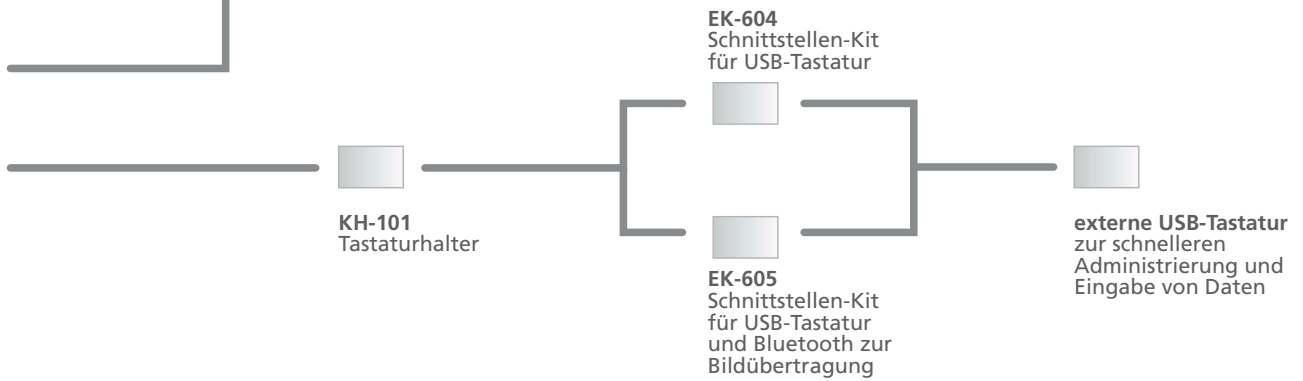 EK-604
Schnittstellen-Kit
für USB-Tastatur
KH-101
Tastaturhalter
EK-605
Schnittstellen-Kit
für USB-Tastatur
und Bluetooth zur
Bildübertragung
externe USB-Tastatur
zur schnelleren
Administrierung und
Eingabe von Daten